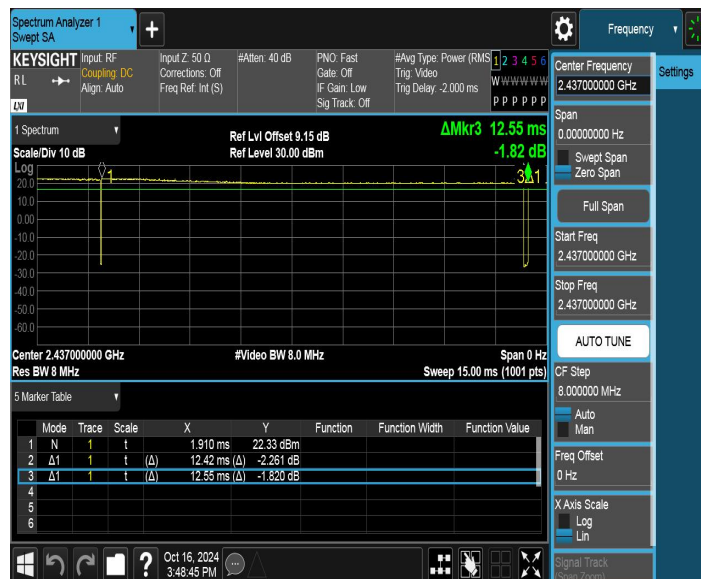 Spectrum Analyzer 1
Swept SA
+
Frequency
KEYSIGHT
RL
LXI
Input: RF
Coupling: DC
Align: Auto
Input Z: 50 Ω
Corrections: Off
Freq Ref: Int (S)
#Atten: 40 dB
PNO: Fast
Gate: Off
IF Gain: Low
Sig Track: Off
#Avg Type: Power (RMS
Trig: Video
Trig Delay: -2.000 ms
1 2 3 4 5 6
W W W W W W
P P P P P P
Settings
Center Frequency
2.437000000 GHz
Span
0.00000000 Hz
Swept Span
Zero Span
Full Span
Start Freq
2.437000000 GHz
Stop Freq
2.437000000 GHz
AUTO TUNE
CF Step
8.000000 MHz
Auto
Man
Freq Offset
0 Hz
X Axis Scale
Log
Lin
Signal Track
(Span Zoom)
1 Spectrum
Scale/Div 10 dB
Ref Lvl Offset 9.15 dB
Ref Level 30.00 dBm
ΔMkr3 12.55 ms
-1.82 dB
Log
1
3Δ1
20.0
10.0
0.00
-10.0
-20.0
-30.0
-40.0
-50.0
-60.0
Center 2.437000000 GHz
#Video BW 8.0 MHz
Span 0 Hz
Res BW 8 MHz
Sweep 15.00 ms (1001 pts)
5 Marker Table
Mode Trace Scale X Y Function Function Width Function Value
1 N 1 t 1.910 ms 22.33 dBm
2 Δ1 1 t (Δ) 12.42 ms (Δ) -2.261 dB
3 Δ1 1 t (Δ) 12.55 ms (Δ) -1.820 dB
4
5
6
?
Oct 16, 2024
3:48:45 PM